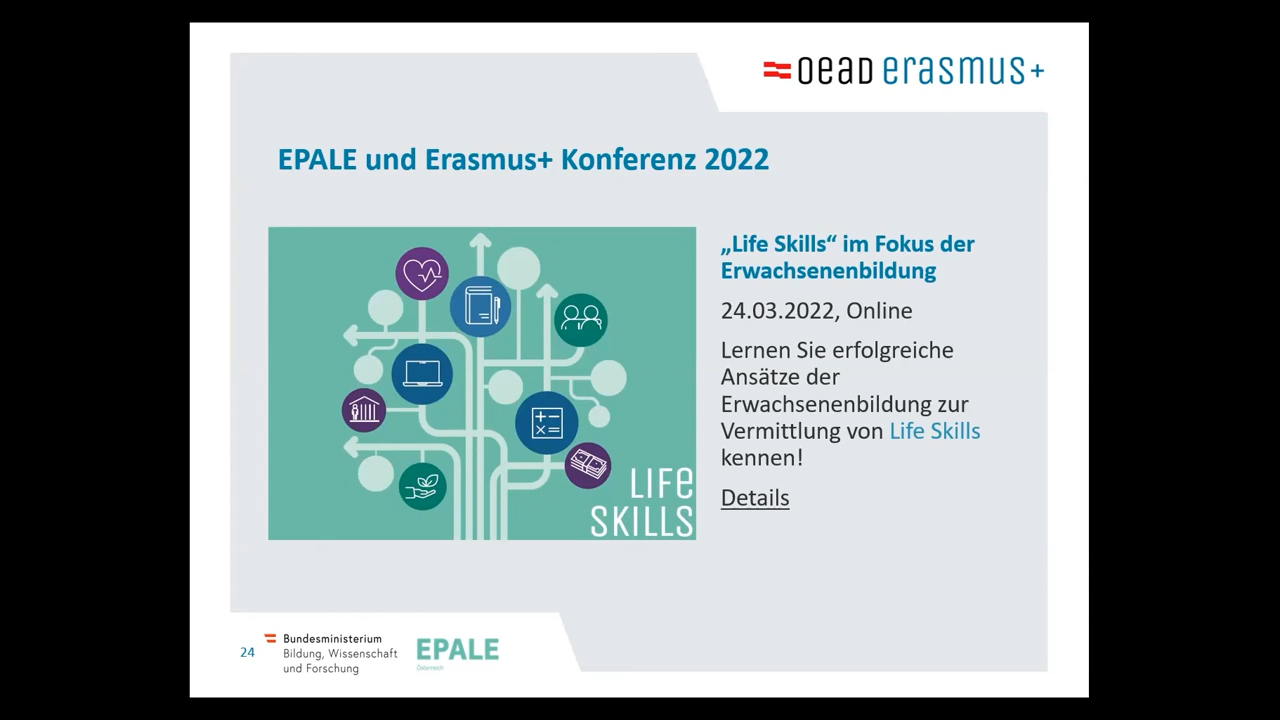 OEAD ERASMUS+
EPALE und Erasmus+ Konferenz 2022
LIFE
SKILLS
„Life Skills“ im Fokus der
Erwachsenenbildung
24.03.2022, Online
Lernen Sie erfolgreiche
Ansätze der
Erwachsenenbildung zur
Vermittlung von Life Skills
kennen!
Details
24
Bundesministerium
Bildung, Wissenschaft
und Forschung
EPALE
Österreich